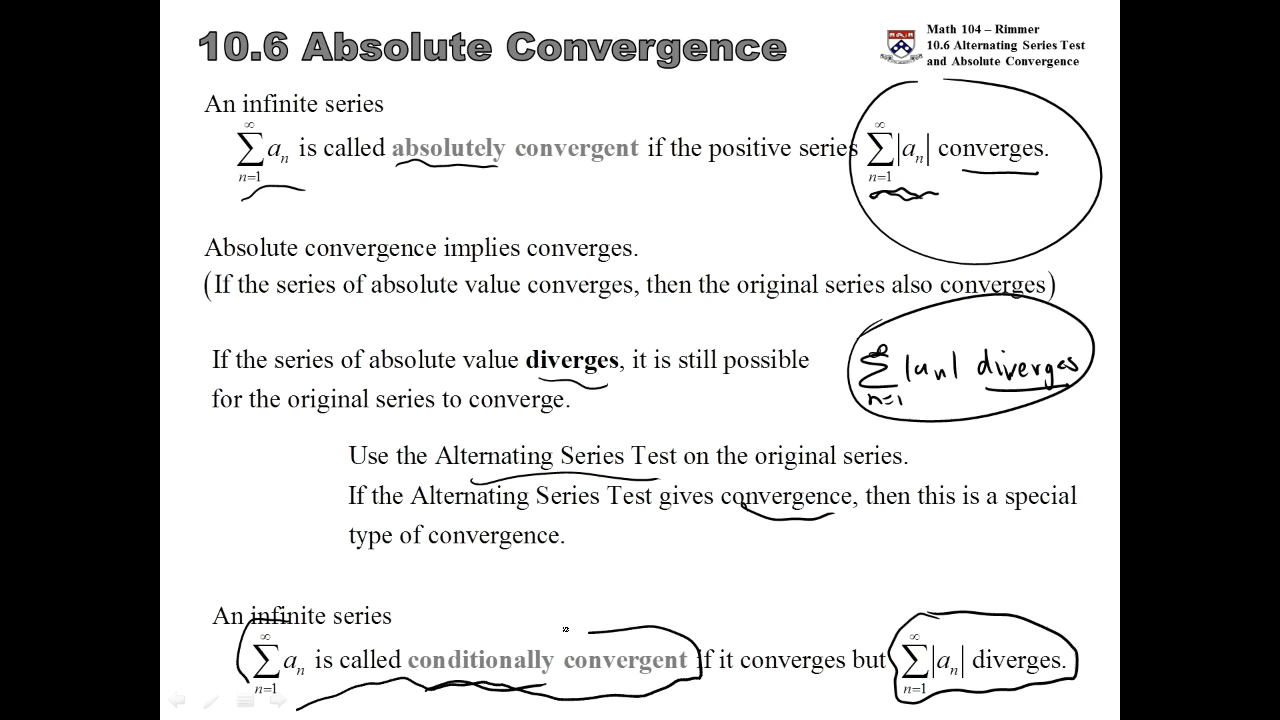 10.6 Absolute Convergence
Math 104 – Rimmer
10.6 Alternating Series Test
and Absolute Convergence
An infinite series
∞∑n=1 aₙ is called absolutely convergent if the positive series ∞∑n=1 |aₙ| converges.
Absolute convergence implies converges.
(If the series of absolute value converges, then the original series also converges)
If the series of absolute value diverges, it is still possible
for the original series to converge.
∞∑n=1 |aₙ| diverges
Use the Alternating Series Test on the original series.
If the Alternating Series Test gives convergence, then this is a special
type of convergence.
An infinite series
∞∑n=1 aₙ is called conditionally convergent if it converges but ∞∑n=1 |aₙ| diverges.